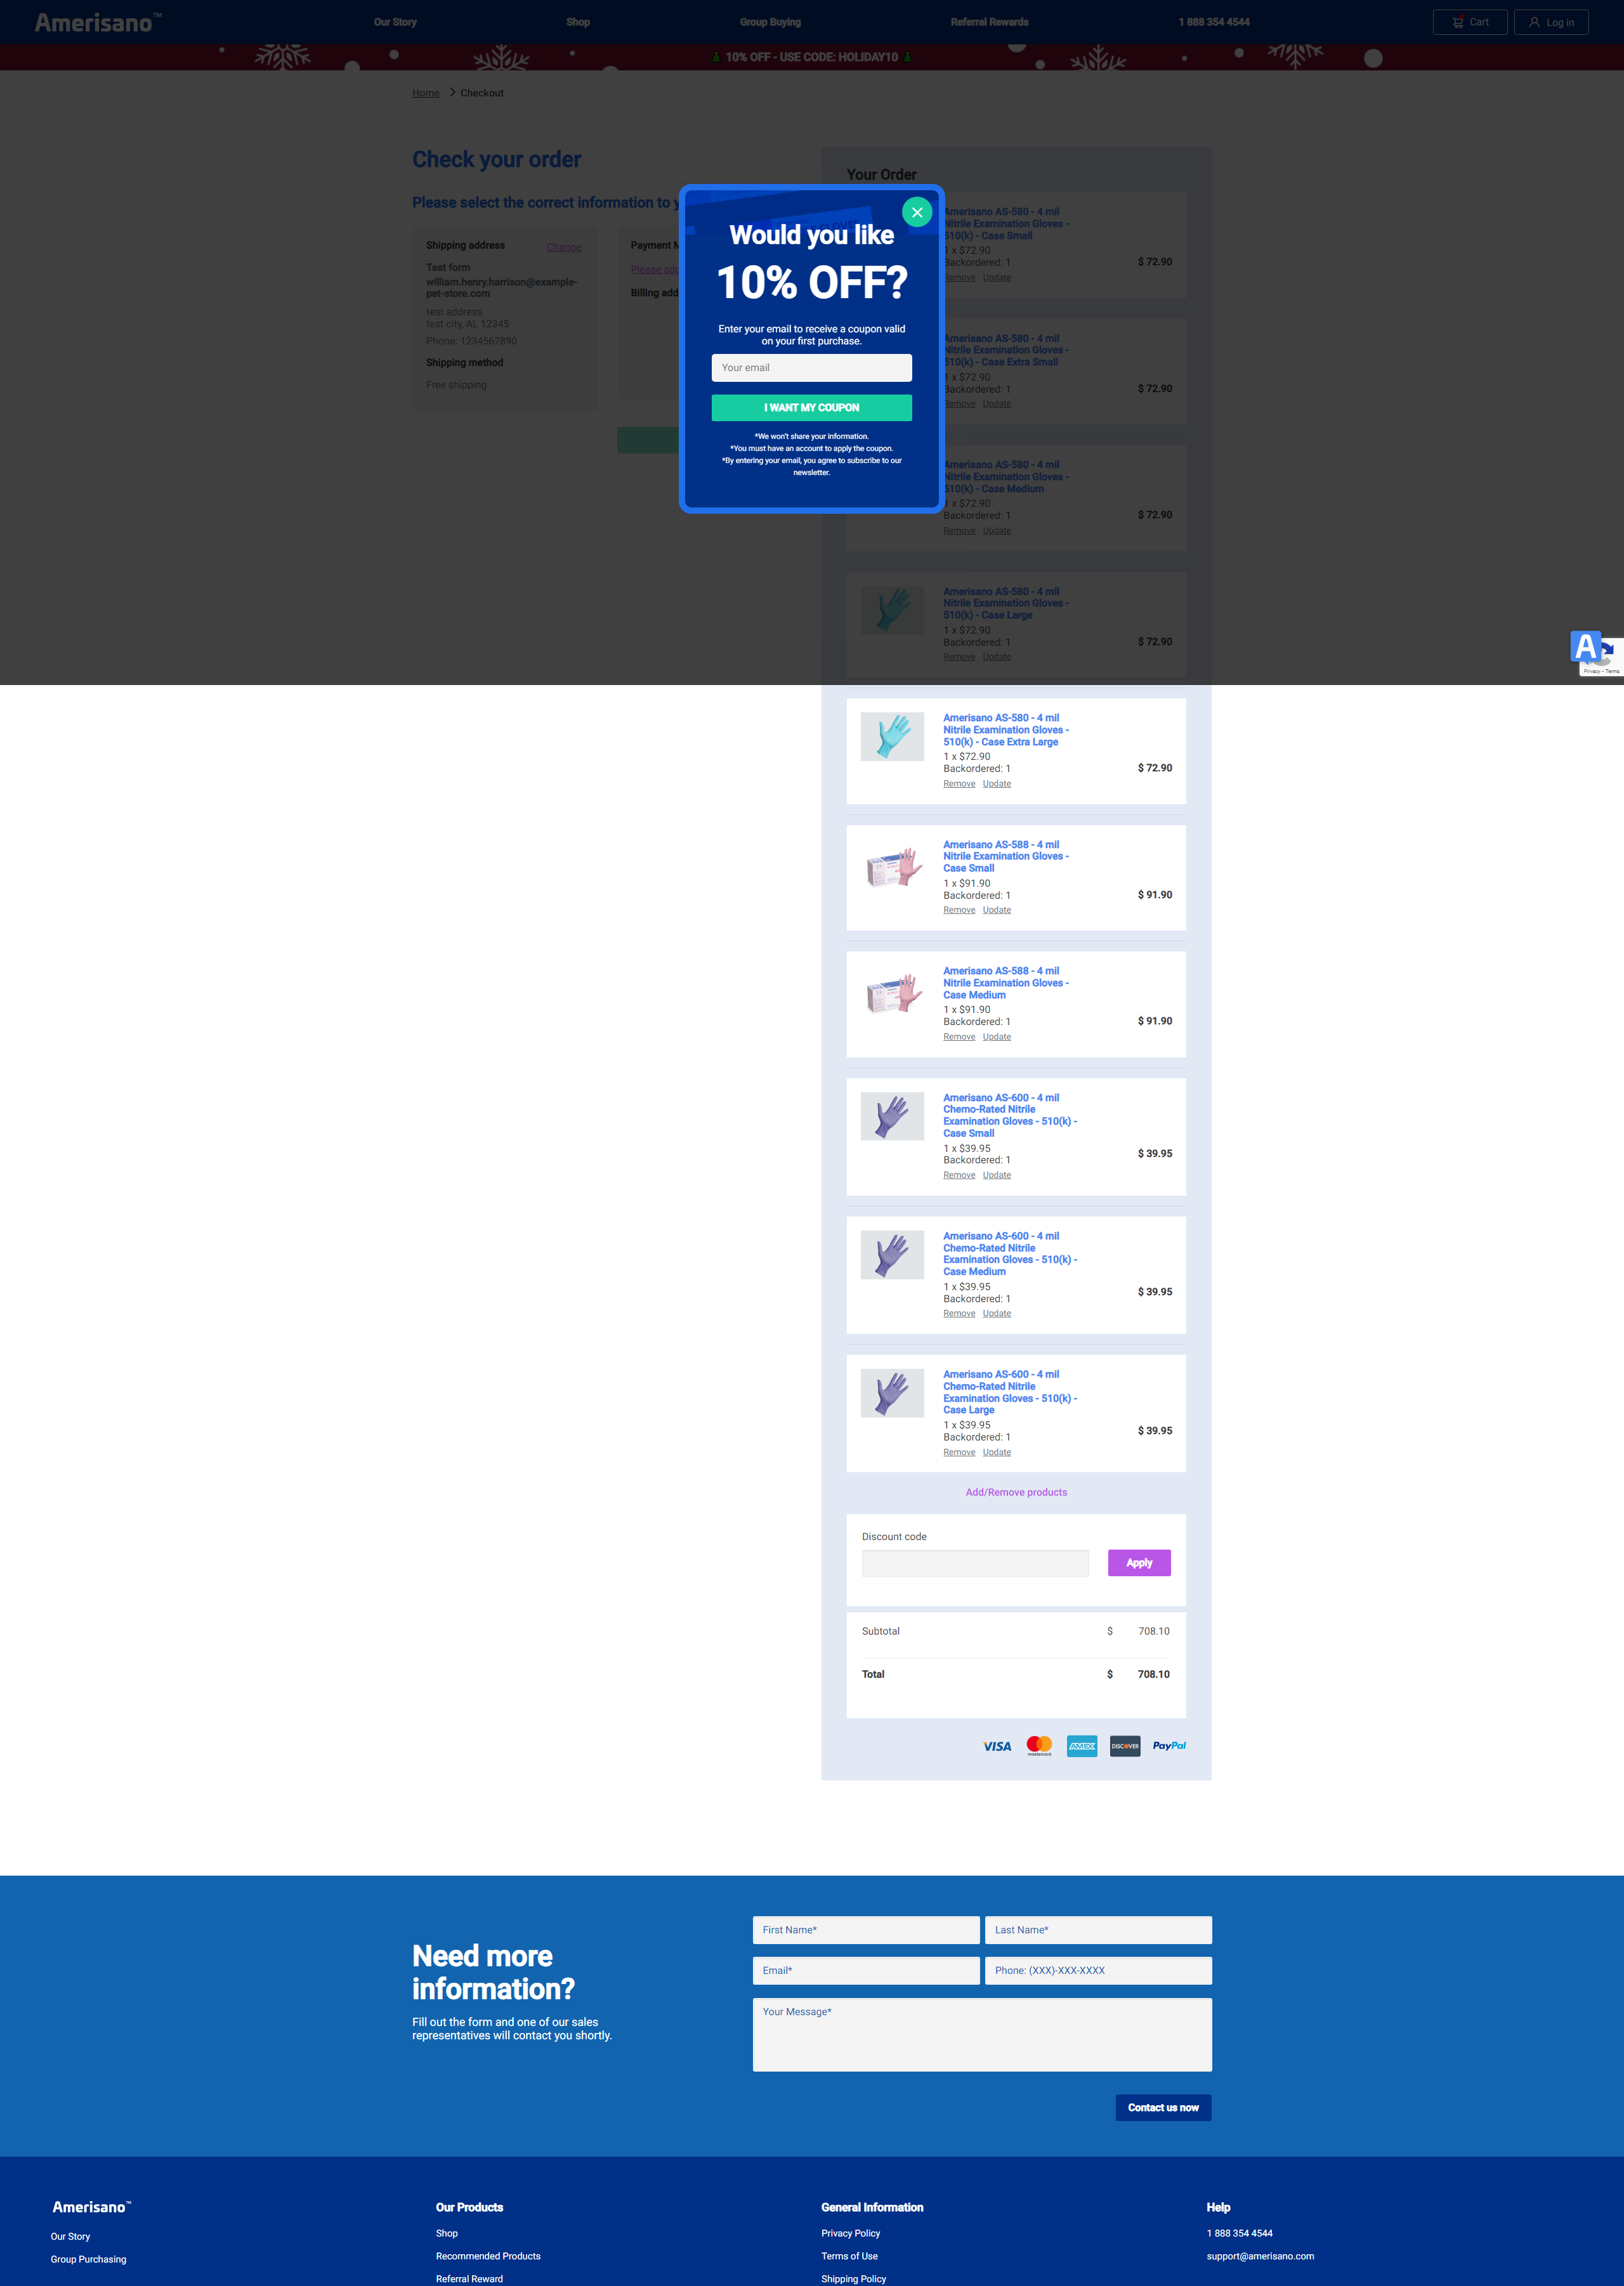 Amerisano™
Our Story
Shop
Group Buying
Referral Rewards
1 888 354 4544
Cart
Log in
10% OFF - USE CODE: HOLIDAY10
Home
Checkout
Check your order
Please select the correct information to
Shipping address
Change
Test form
william.henry.harrison@example-
pet-store.com
test address
test city, AL 12345
Phone: 1234567890
Shipping method
Free shipping
Payment
Please
Billing
Would you like
10% OFF?
Enter your email to receive a coupon valid
on your first purchase.
Your email
I WANT MY COUPON
*We won't share your information.
*You must have an account to apply the coupon.
*By entering your email, you agree to subscribe to our
newsletter.
Your Order
Amerisano AS-580 - 4 mil
Nitrile Examination Gloves -
510(k) - Case Small
1 x $72.90
Backordered: 1
$ 72.90
Remove Update
Amerisano AS-580 - 4 mil
Nitrile Examination Gloves -
510(k) - Case Extra Small
1 x $72.90
Backordered: 1
$ 72.90
Remove Update
Amerisano AS-580 - 4 mil
Nitrile Examination Gloves -
510(k) - Case Medium
1 x $72.90
Backordered: 1
$ 72.90
Remove Update
Amerisano AS-580 - 4 mil
Nitrile Examination Gloves -
510(k) - Case Large
1 x $72.90
Backordered: 1
$ 72.90
Remove Update
Privacy - Terms
Amerisano AS-580 - 4 mil
Nitrile Examination Gloves -
510(k) - Case Extra Large
1 x $72.90
Backordered: 1
$ 72.90
Remove Update
Amerisano AS-588 - 4 mil
Nitrile Examination Gloves -
Case Small
1 x $91.90
Backordered: 1
$ 91.90
Remove Update
Amerisano AS-588 - 4 mil
Nitrile Examination Gloves -
Case Medium
1 x $91.90
Backordered: 1
$ 91.90
Remove Update
Amerisano AS-600 - 4 mil
Chemo-Rated Nitrile
Examination Gloves - 510(k) -
Case Small
1 x $39.95
Backordered: 1
$ 39.95
Remove Update
Amerisano AS-600 - 4 mil
Chemo-Rated Nitrile
Examination Gloves - 510(k) -
Case Medium
1 x $39.95
Backordered: 1
$ 39.95
Remove Update
Amerisano AS-600 - 4 mil
Chemo-Rated Nitrile
Examination Gloves - 510(k) -
Case Large
1 x $39.95
Backordered: 1
$ 39.95
Remove Update
Add/Remove products
Discount code
Apply
Subtotal $ 708.10
Total $ 708.10
VISA
mastercard
AMEX
DISCOVER
PayPal
Need more
information?
Fill out the form and one of our sales
representatives will contact you shortly.
First Name*
Last Name*
Email*
Phone: (XXX)-XXX-XXXX
Your Message*
Contact us now
Amerisano™
Our Story
Group Purchasing
Our Products
Shop
Recommended Products
Referral Reward
General Information
Privacy Policy
Terms of Use
Shipping Policy
Help
1 888 354 4544
support@amerisano.com